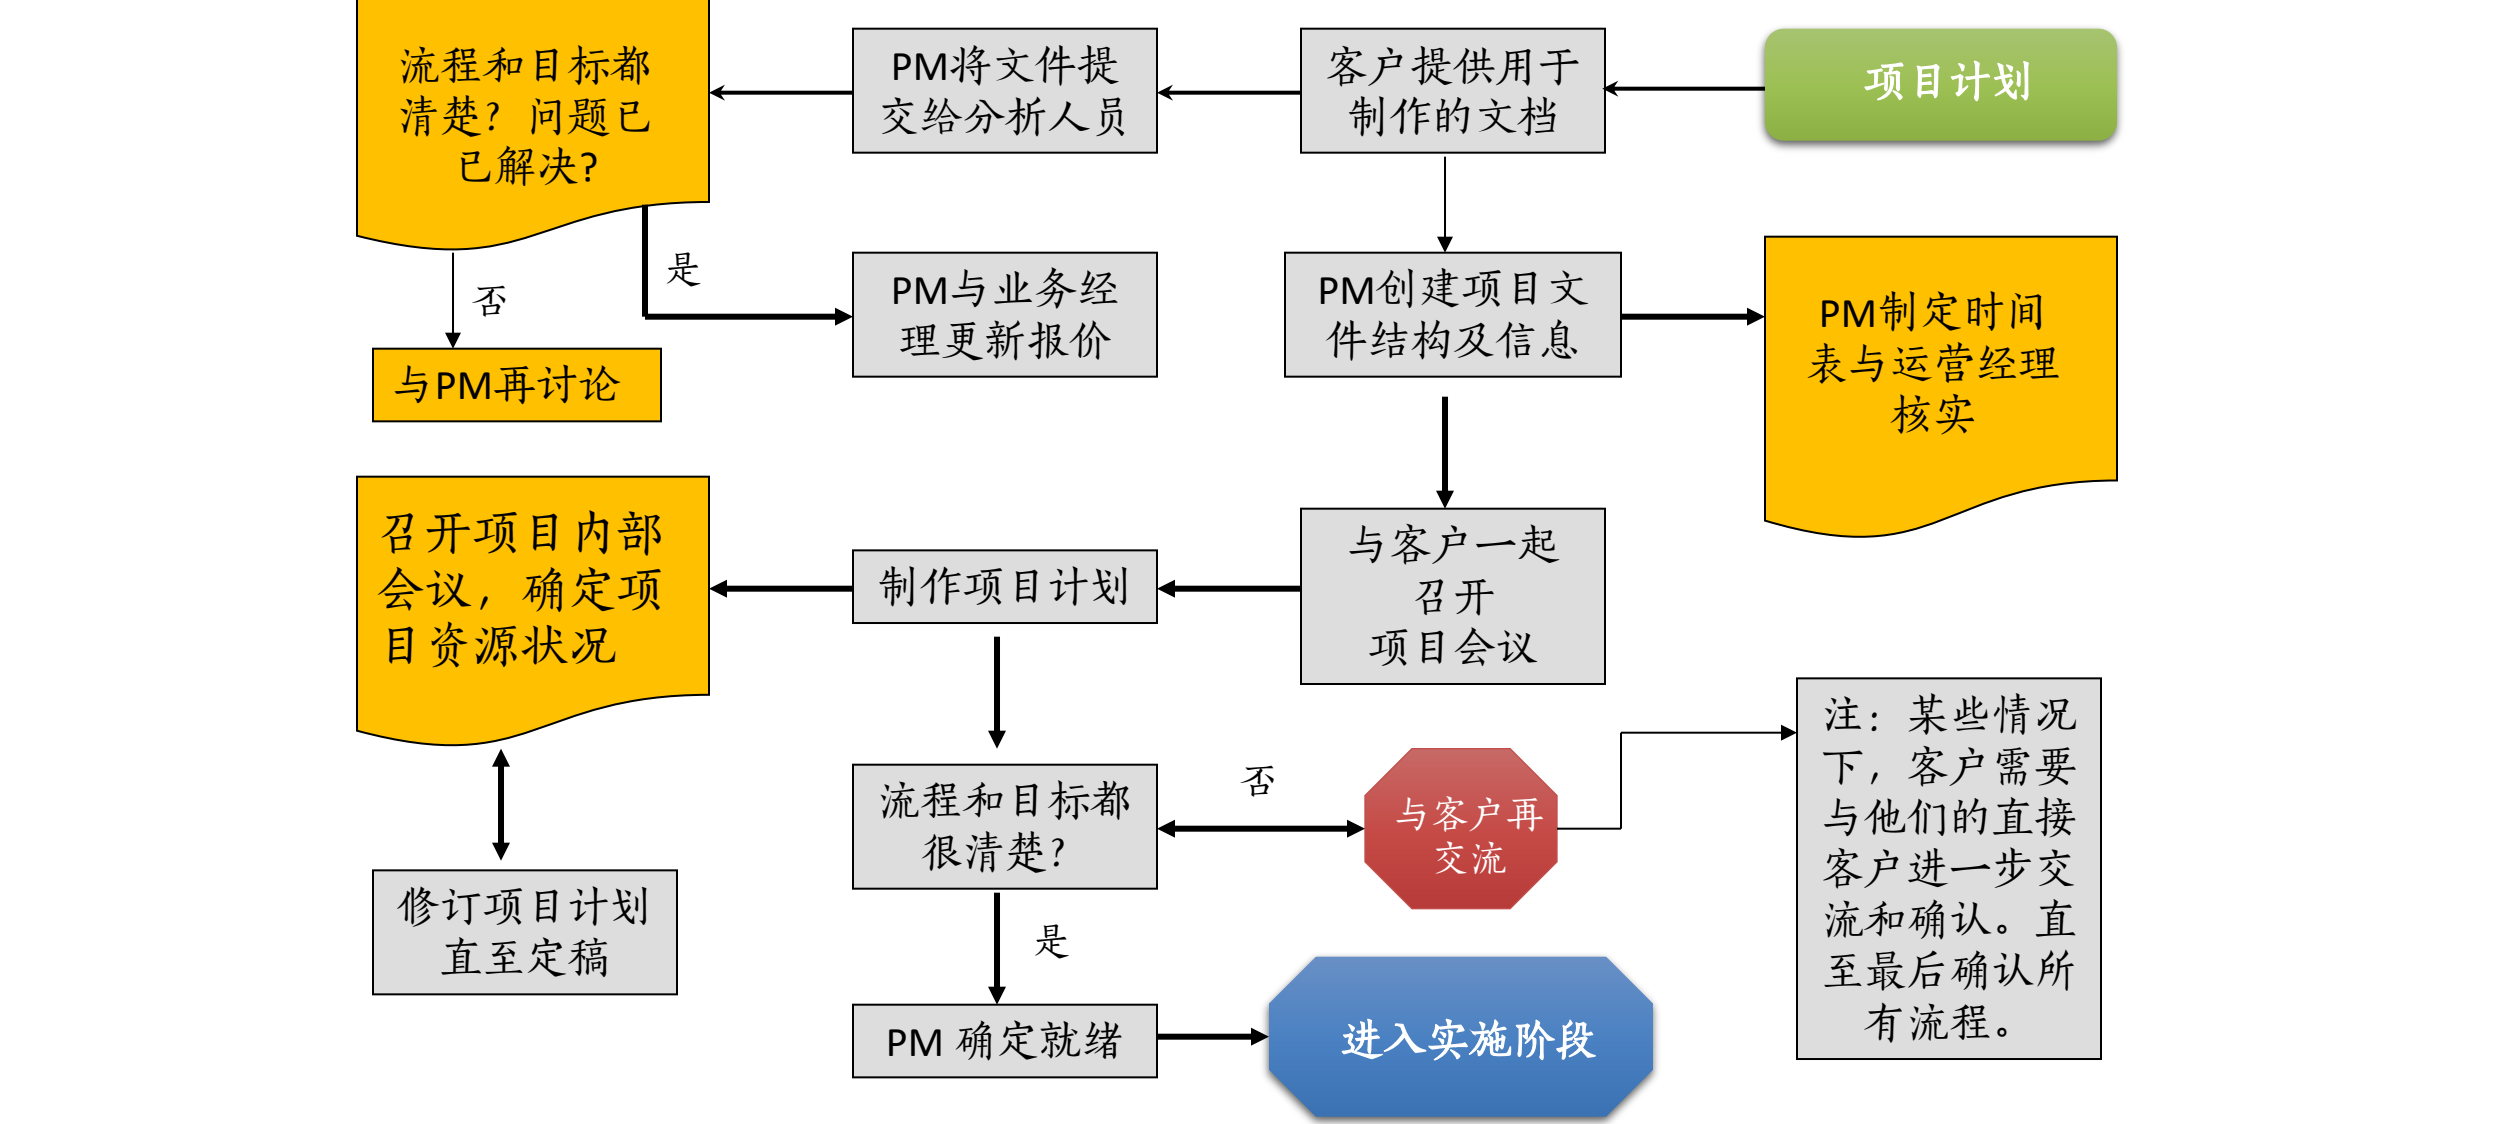 流程和目标都
清楚？问题已
已解决?
PM将文件提
交给分析人员
客户提供用于
制作的文档
项目计划
否
是
与PM再讨论
PM与业务经
理更新报价
PM创建项目文
件结构及信息
PM制定时间
表与运营经理
核实
召开项目内部
会议，确定项
目资源状况
制作项目计划
与客户一起
召开
项目会议
修订项目计划
直至定稿
流程和目标都
很清楚？
否
与客户再
交流
注：某些情况
下，客户需要
与他们的直接
客户进一步交
流和确认。直
至最后确认所
有流程。
是
PM 确定就绪
进入实施阶段